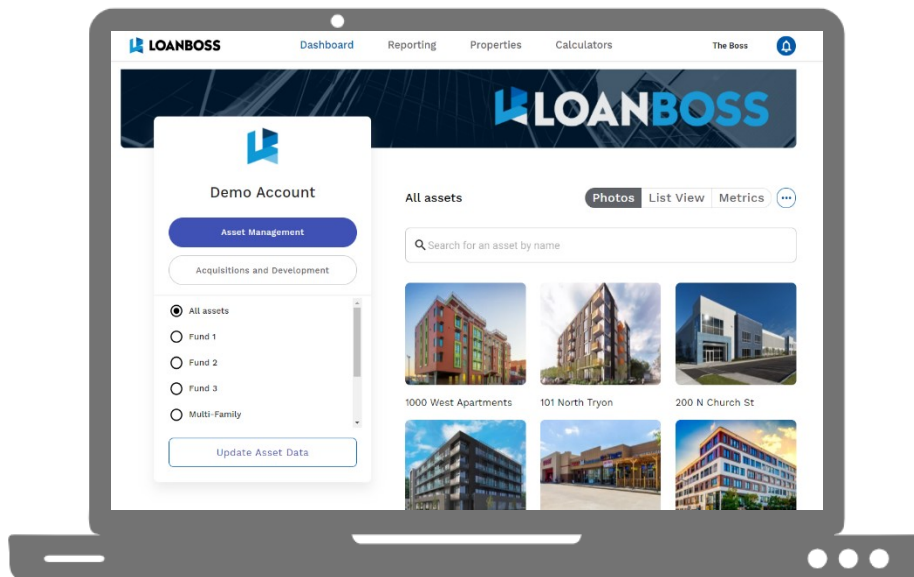 LOANBOSS
Dashboard
Reporting
Properties
Calculators
The Boss
LOANBOSS
Demo Account
Asset Management
Acquisitions and Development
All assets
Fund 1
Fund 2
Fund 3
Multi-Family
Update Asset Data
All assets
Photos
List View
Metrics
Search for an asset by name
1000 West Apartments
101 North Tryon
200 N Church St